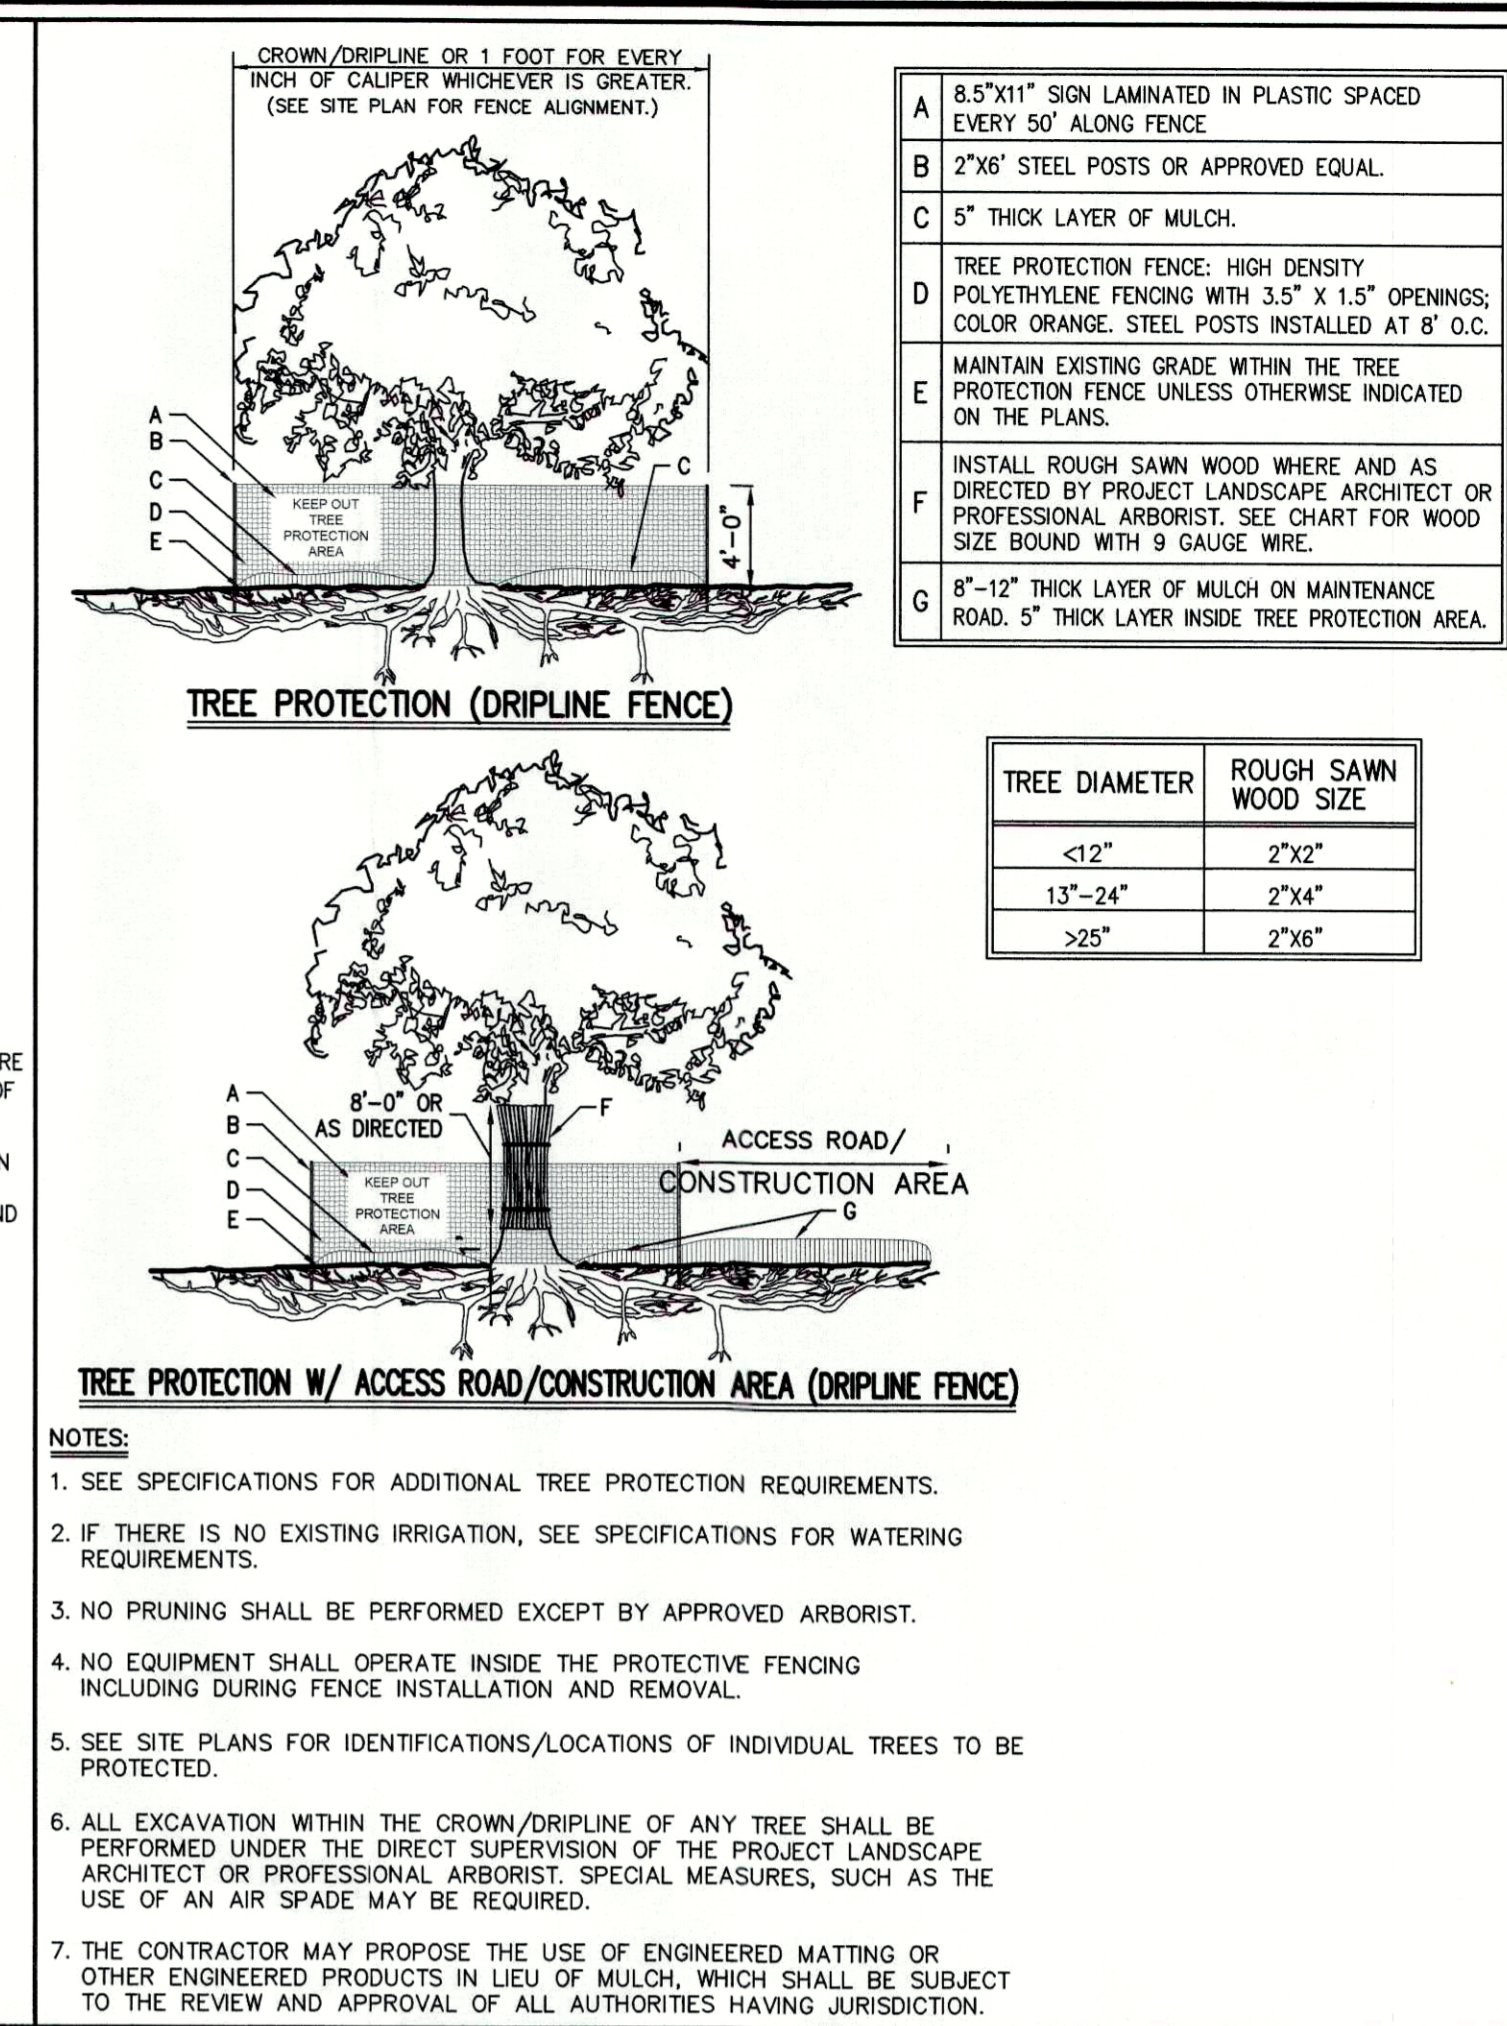 CROWN/DRIPLINE OR 1 FOOT FOR EVERY
INCH OF CALIPER WHICHEVER IS GREATER.
(SEE SITE PLAN FOR FENCE ALIGNMENT.)
A
B
C
D
E
KEEP OUT
TREE
PROTECTION
AREA
C
4'-0"
TREE PROTECTION (DRIPLINE FENCE)
A 8.5"X11" SIGN LAMINATED IN PLASTIC SPACED
EVERY 50' ALONG FENCE
B 2"X6' STEEL POSTS OR APPROVED EQUAL.
C 5" THICK LAYER OF MULCH.
D TREE PROTECTION FENCE: HIGH DENSITY
POLYETHYLENE FENCING WITH 3.5" X 1.5" OPENINGS;
COLOR ORANGE. STEEL POSTS INSTALLED AT 8' O.C.
E MAINTAIN EXISTING GRADE WITHIN THE TREE
PROTECTION FENCE UNLESS OTHERWISE INDICATED
ON THE PLANS.
F INSTALL ROUGH SAWN WOOD WHERE AND AS
DIRECTED BY PROJECT LANDSCAPE ARCHITECT OR
PROFESSIONAL ARBORIST. SEE CHART FOR WOOD
SIZE BOUND WITH 9 GAUGE WIRE.
G 8"-12" THICK LAYER OF MULCH ON MAINTENANCE
ROAD. 5" THICK LAYER INSIDE TREE PROTECTION AREA.
TREE DIAMETER ROUGH SAWN
WOOD SIZE
<12" 2"X2"
13"-24" 2"X4"
>25" 2"X6"
RE
OF
N
ND
A
B
C
D
E
8'-0" OR
AS DIRECTED
F
KEEP OUT
TREE
PROTECTION
AREA
1'
ACCESS ROAD/
CONSTRUCTION AREA
G
TREE PROTECTION W/ ACCESS ROAD/CONSTRUCTION AREA (DRIPLINE FENCE)
NOTES:
1. SEE SPECIFICATIONS FOR ADDITIONAL TREE PROTECTION REQUIREMENTS.
2. IF THERE IS NO EXISTING IRRIGATION, SEE SPECIFICATIONS FOR WATERING
REQUIREMENTS.
3. NO PRUNING SHALL BE PERFORMED EXCEPT BY APPROVED ARBORIST.
4. NO EQUIPMENT SHALL OPERATE INSIDE THE PROTECTIVE FENCING
INCLUDING DURING FENCE INSTALLATION AND REMOVAL.
5. SEE SITE PLANS FOR IDENTIFICATIONS/LOCATIONS OF INDIVIDUAL TREES TO BE
PROTECTED.
6. ALL EXCAVATION WITHIN THE CROWN/DRIPLINE OF ANY TREE SHALL BE
PERFORMED UNDER THE DIRECT SUPERVISION OF THE PROJECT LANDSCAPE
ARCHITECT OR PROFESSIONAL ARBORIST. SPECIAL MEASURES, SUCH AS THE
USE OF AN AIR SPADE MAY BE REQUIRED.
7. THE CONTRACTOR MAY PROPOSE THE USE OF ENGINEERED MATTING OR
OTHER ENGINEERED PRODUCTS IN LIEU OF MULCH, WHICH SHALL BE SUBJECT
TO THE REVIEW AND APPROVAL OF ALL AUTHORITIES HAVING JURISDICTION.